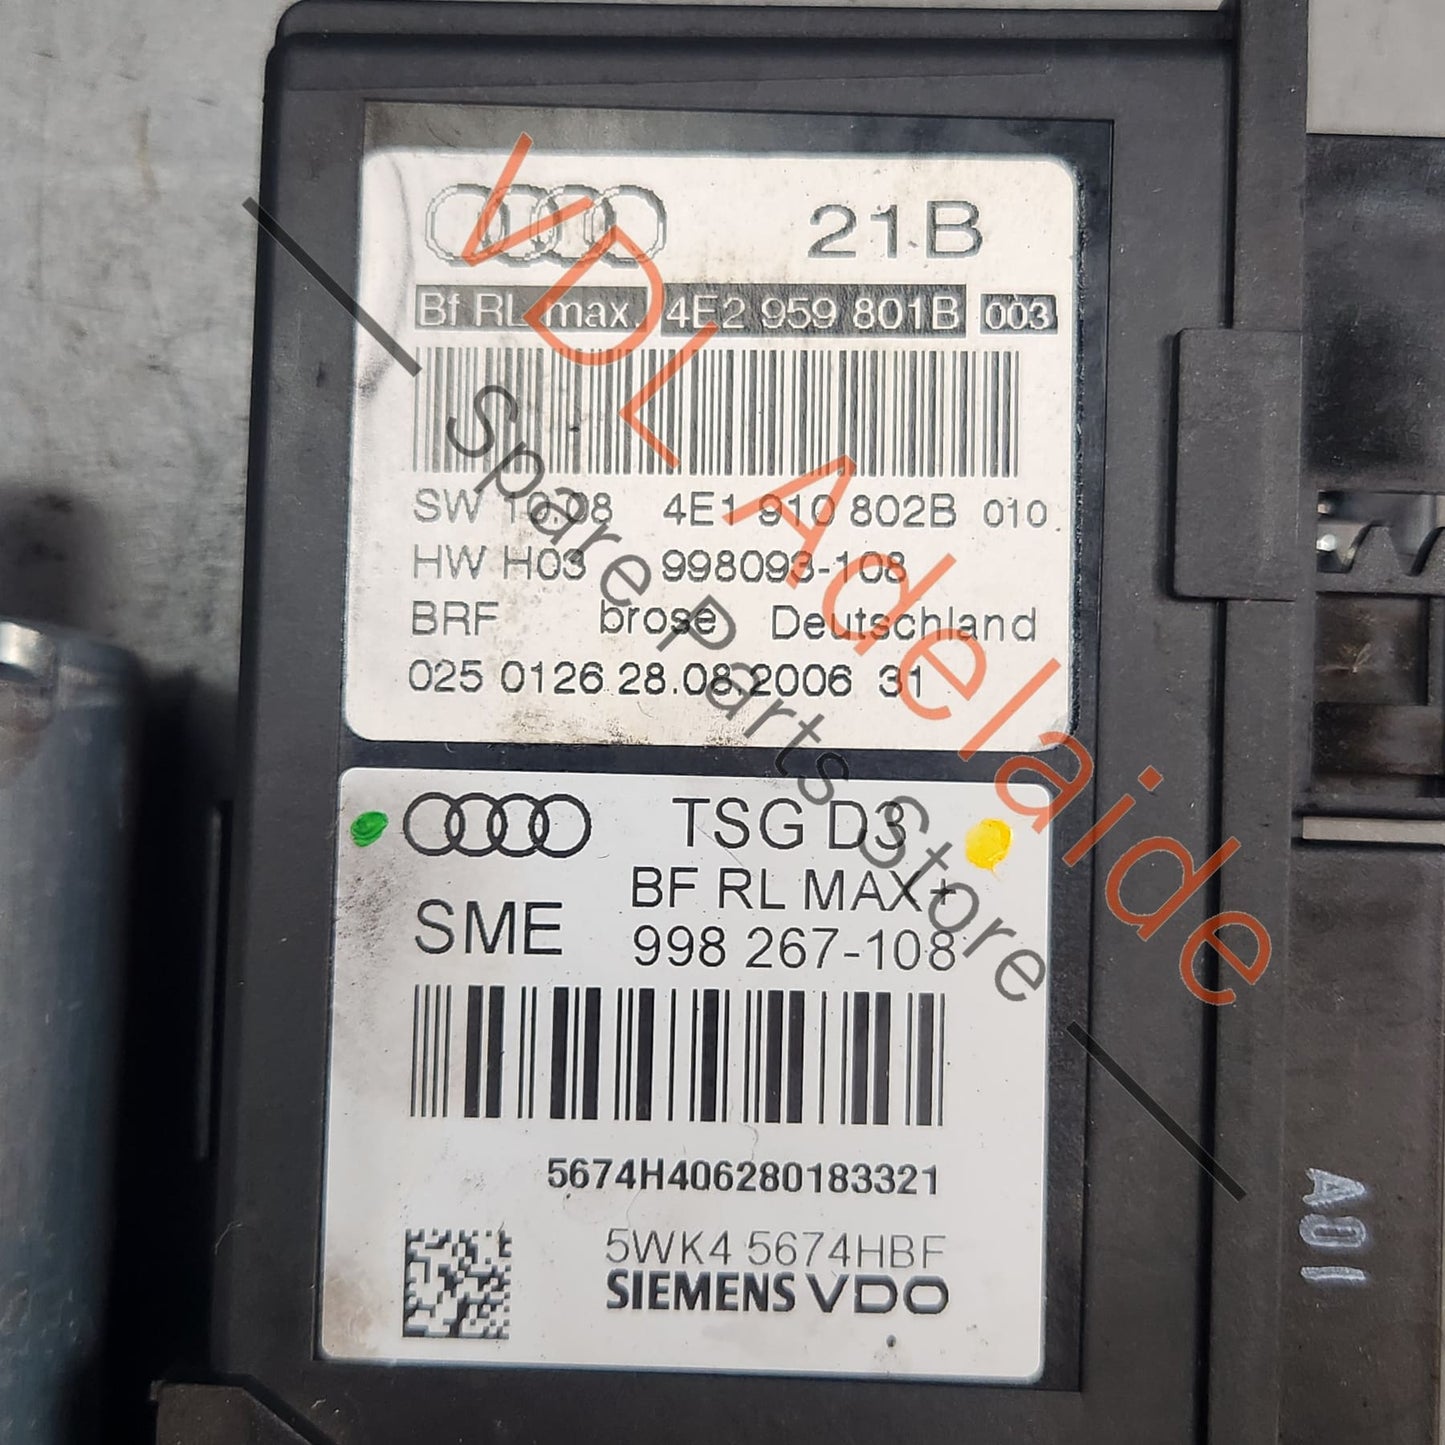 21B
Bf RL max. 4E2 959 801B 003
SW 10.08 4E1 910 802B 010
HW H03 998093-108
BRF brose Deutschland
025 0126 28.08.2006 31
TSG D3
BF RL MAX+
SME 998 267-108
5674H406280183321
5WK4 5674HBF
SIEMENS VDO
A01
VDL Adelaide
Spare Parts Store